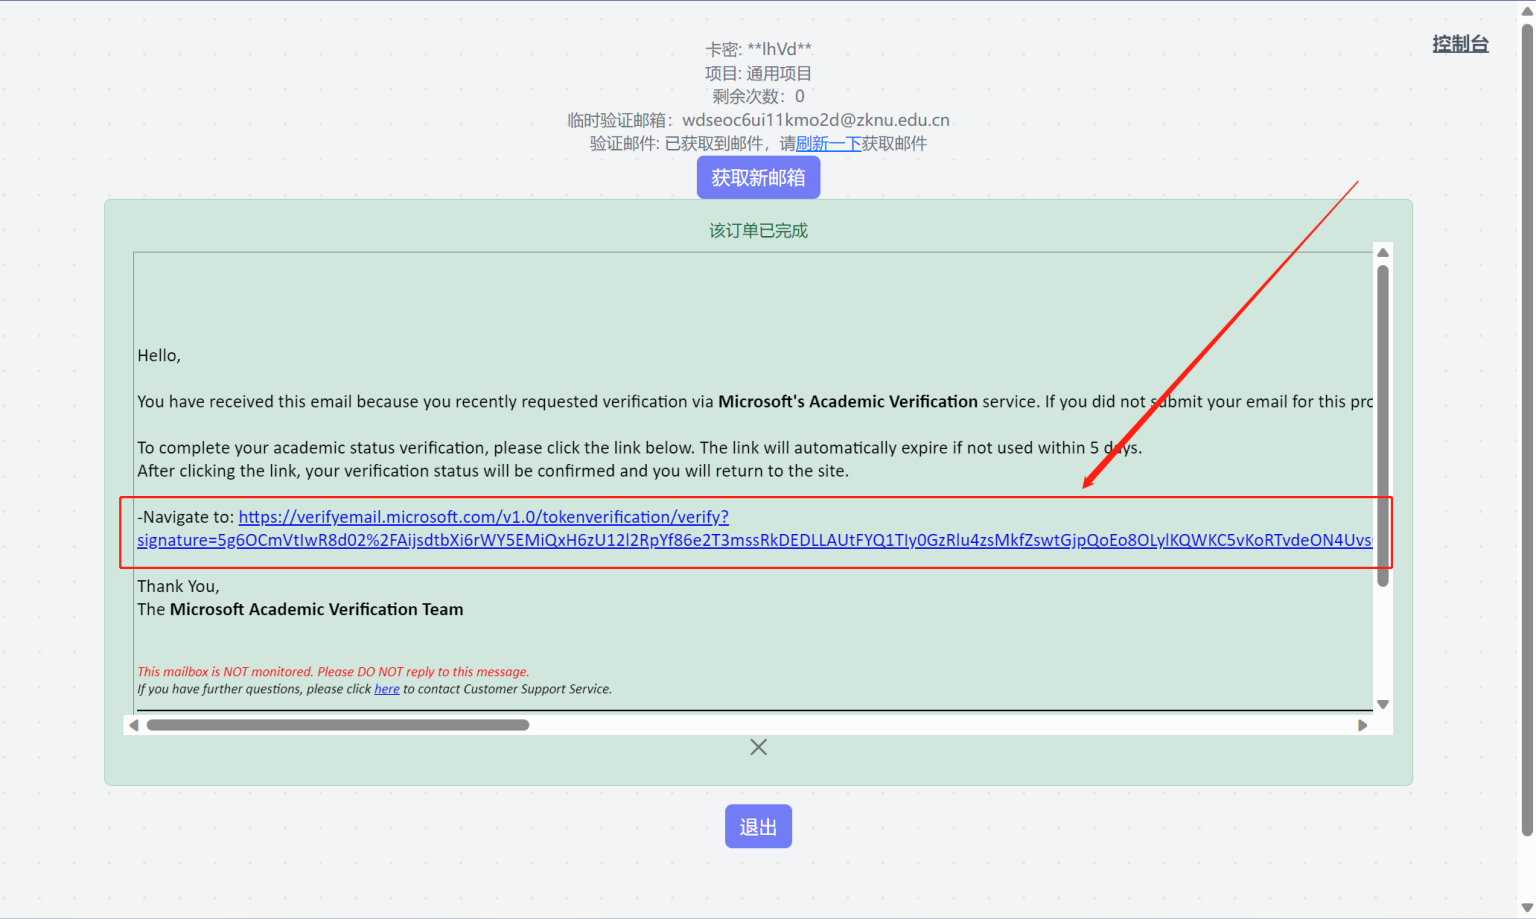 控制台
卡密: **lhVd**
项目: 通用项目
剩余次数：0
临时验证邮箱：wdseoc6ui11kmo2d@zknu.edu.cn
验证邮件: 已获取到邮件，请刷新一下获取邮件
获取新邮箱
该订单已完成
Hello,
You have received this email because you recently requested verification via Microsoft's Academic Verification service. If you did not submit your email for this pro
To complete your academic status verification, please click the link below. The link will automatically expire if not used within 5 days.
After clicking the link, your verification status will be confirmed and you will return to the site.
-Navigate to: https://verifyemail.microsoft.com/v1.0/tokenverification/verify?
signature=5g6OCmVtIwR8d02%2FAijsdtbXi6rWY5EMiQxH6zU12l2RpYf86e2T3mssRkDEDLLAUtFYQ1TIy0GzRlu4zsMkfZswtGjpQoEo8OLylKQWKC5vKoRTvdeON4Uvs
Thank You,
The Microsoft Academic Verification Team
This mailbox is NOT monitored. Please DO NOT reply to this message.
If you have further questions, please click here to contact Customer Support Service.
退出